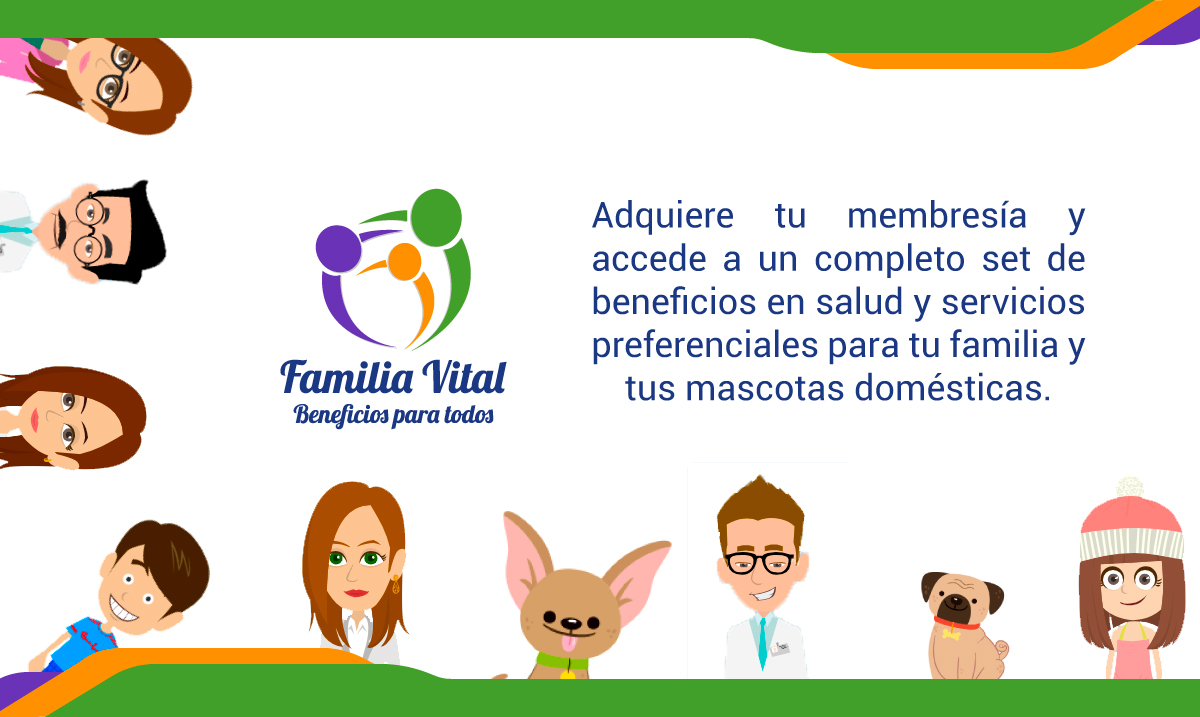 Familia Vital
Beneficios para todos
Adquiere tu membresía y
accede a un completo set de
beneficios en salud y servicios
preferenciales para tu familia y
tus mascotas domésticas.